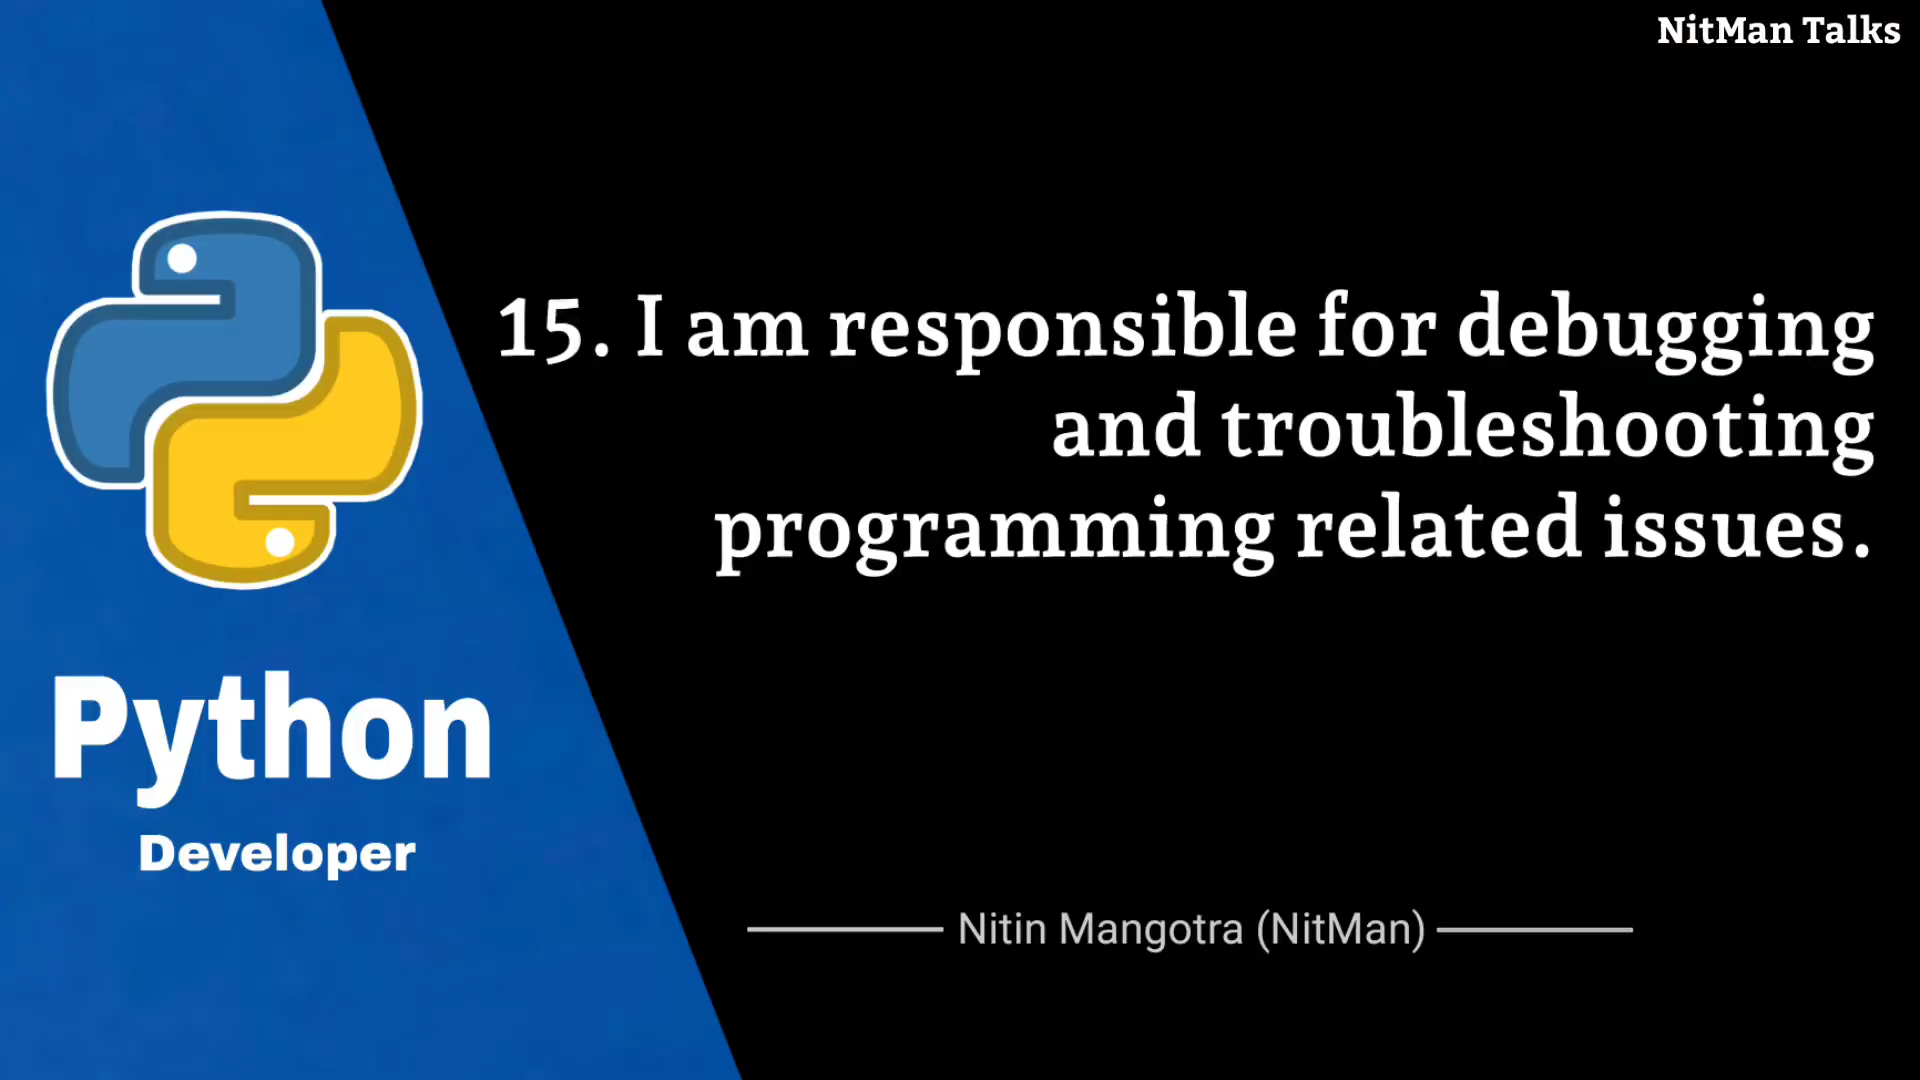 NitMan Talks
15. I am responsible for debugging
and troubleshooting
programming related issues.
Python
Developer
Nitin Mangotra (NitMan)